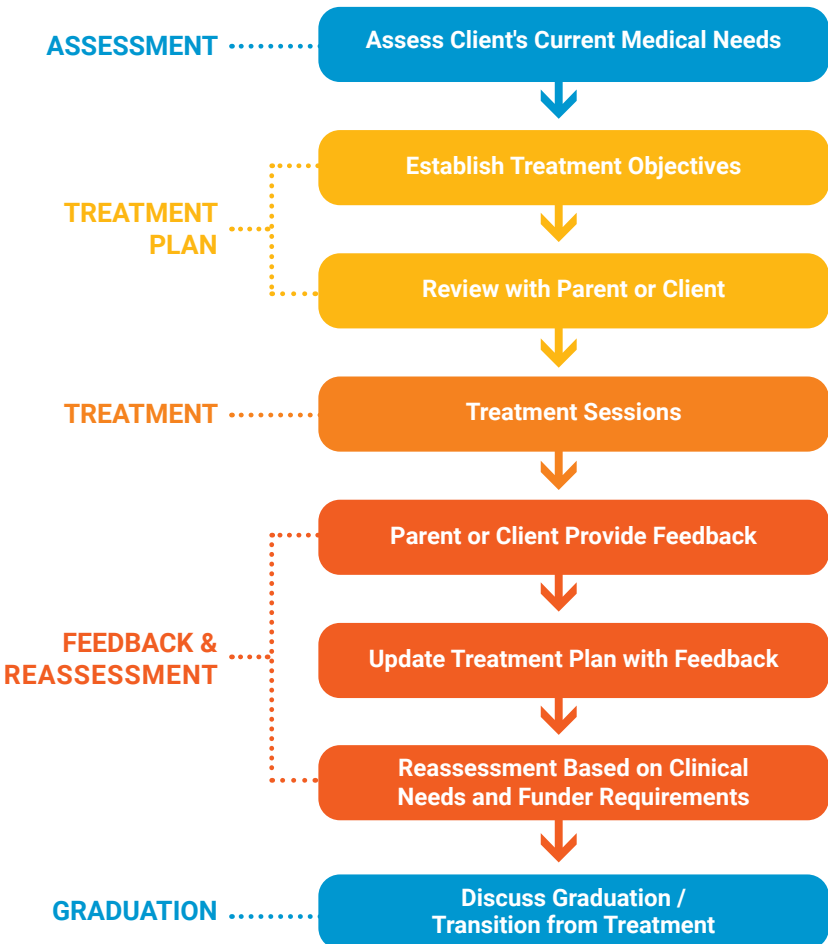 ASSESSMENT
Assess Client's Current Medical Needs
TREATMENT
PLAN
Establish Treatment Objectives
Review with Parent or Client
TREATMENT
Treatment Sessions
FEEDBACK &
REASSESSMENT
Parent or Client Provide Feedback
Update Treatment Plan with Feedback
Reassessment Based on Clinical
Needs and Funder Requirements
GRADUATION
Discuss Graduation /
Transition from Treatment